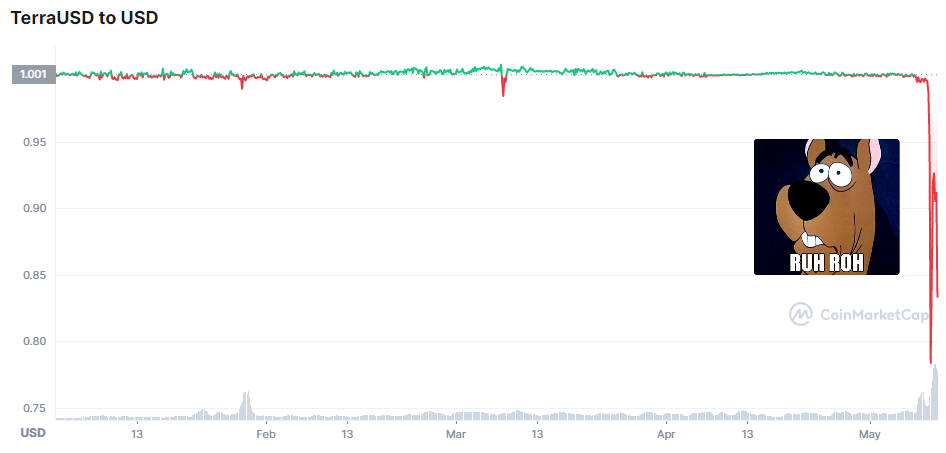 TerraUSD to USD
1.001
0.95
0.90
0.85
0.80
0.75
RUH ROH
CoinMarketCap
USD
13
Feb
13
Mar
13
Apr
13
May